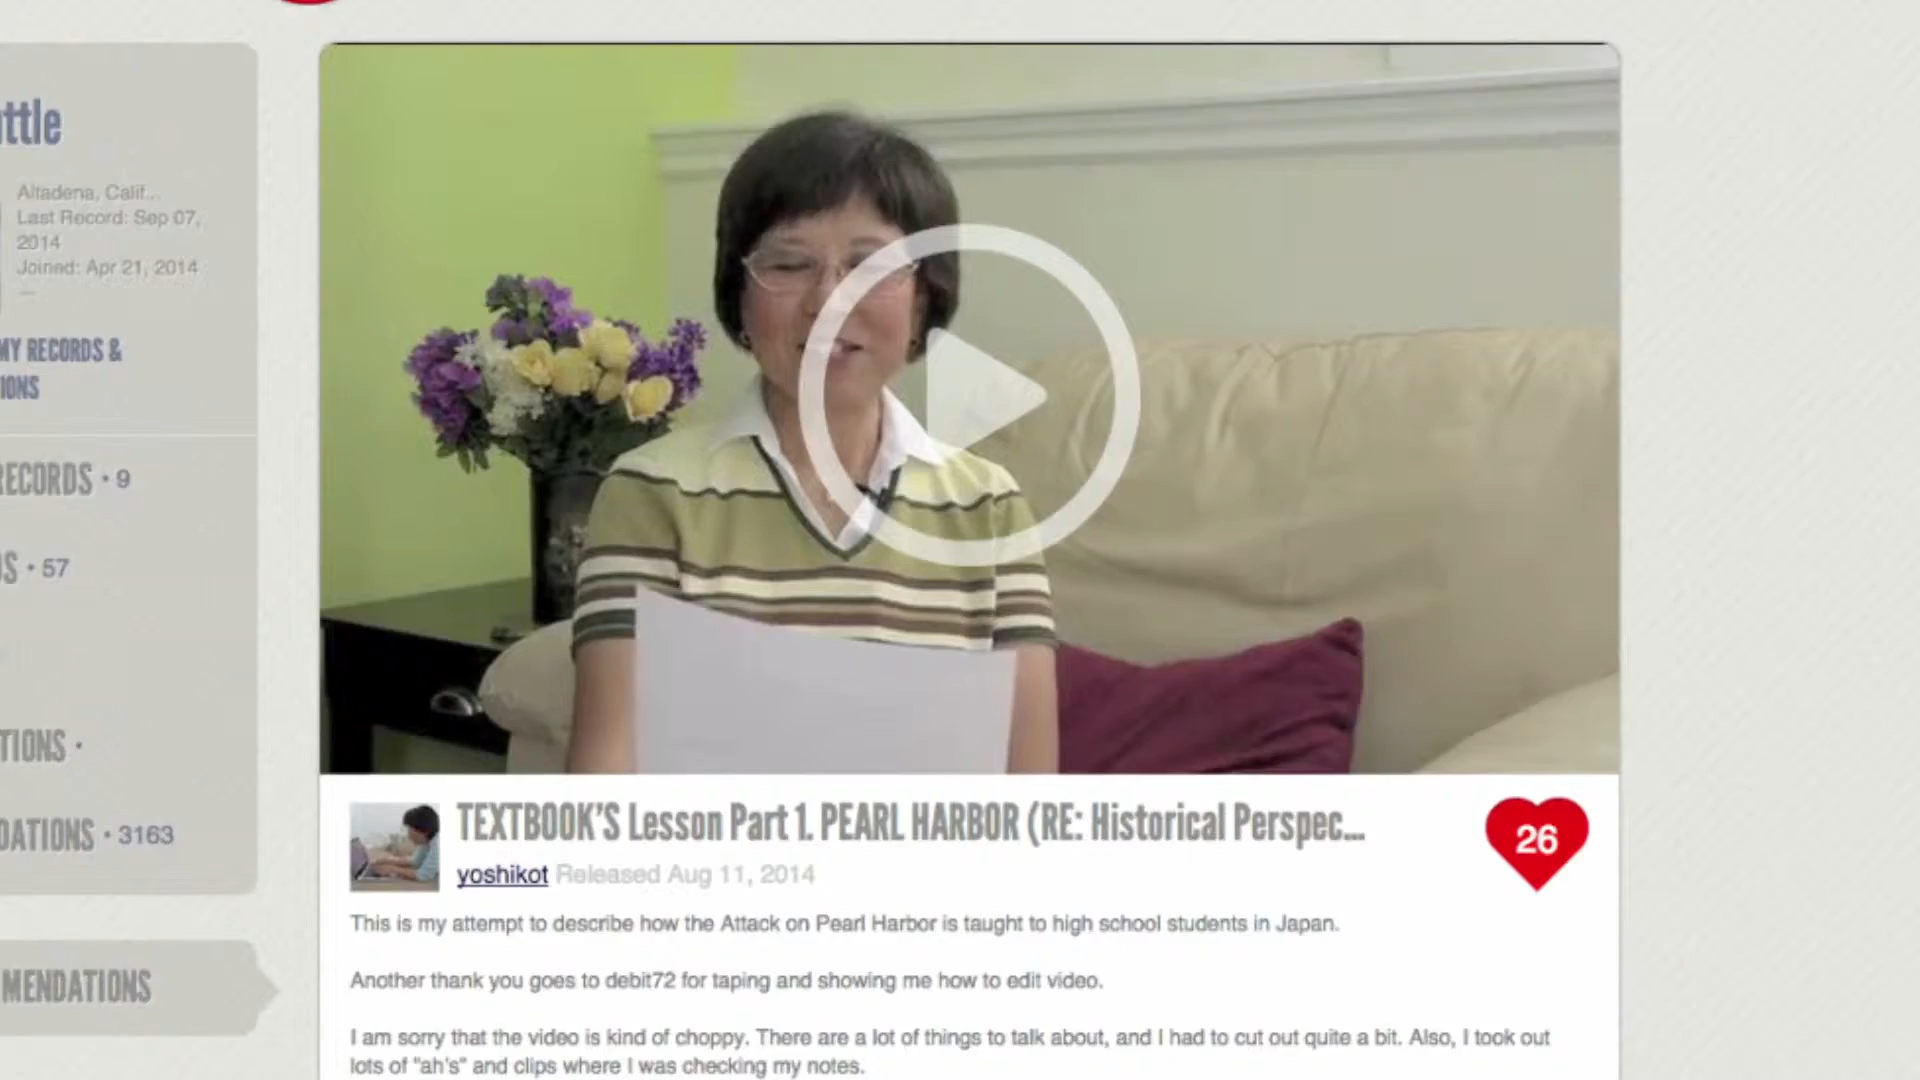 ttle
Altadena, Calif...
Last Record: Sep 07,
2014
Joined: Apr 21, 2014
MY RECORDS &
IONS
RECORDS • 9
S • 57
TIONS •
DATIONS • 3163
MENDATIONS
TEXTBOOK'S Lesson Part 1. PEARL HARBOR (RE: Historical Perspec...
yoshikot Released Aug 11, 2014
26
This is my attempt to describe how the Attack on Pearl Harbor is taught to high school students in Japan.
Another thank you goes to debit72 for taping and showing me how to edit video.
I am sorry that the video is kind of choppy. There are a lot of things to talk about, and I had to cut out quite a bit. Also, I took out
lots of "ah's" and clips where I was checking my notes.